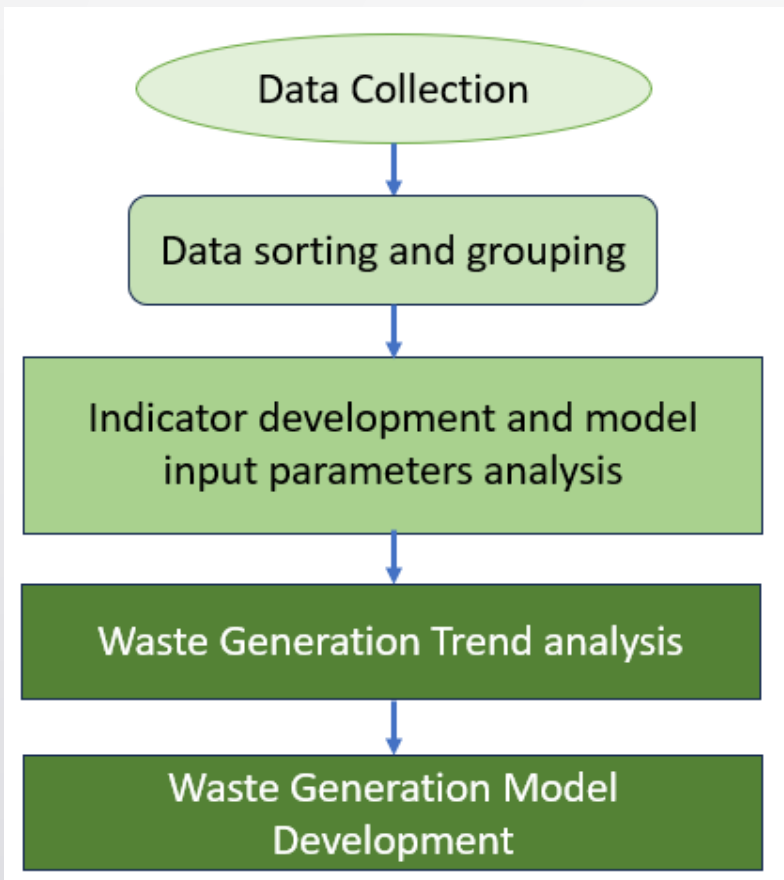 Data Collection
Data sorting and grouping
Indicator development and model
input parameters analysis
Waste Generation Trend analysis
Waste Generation Model
Development